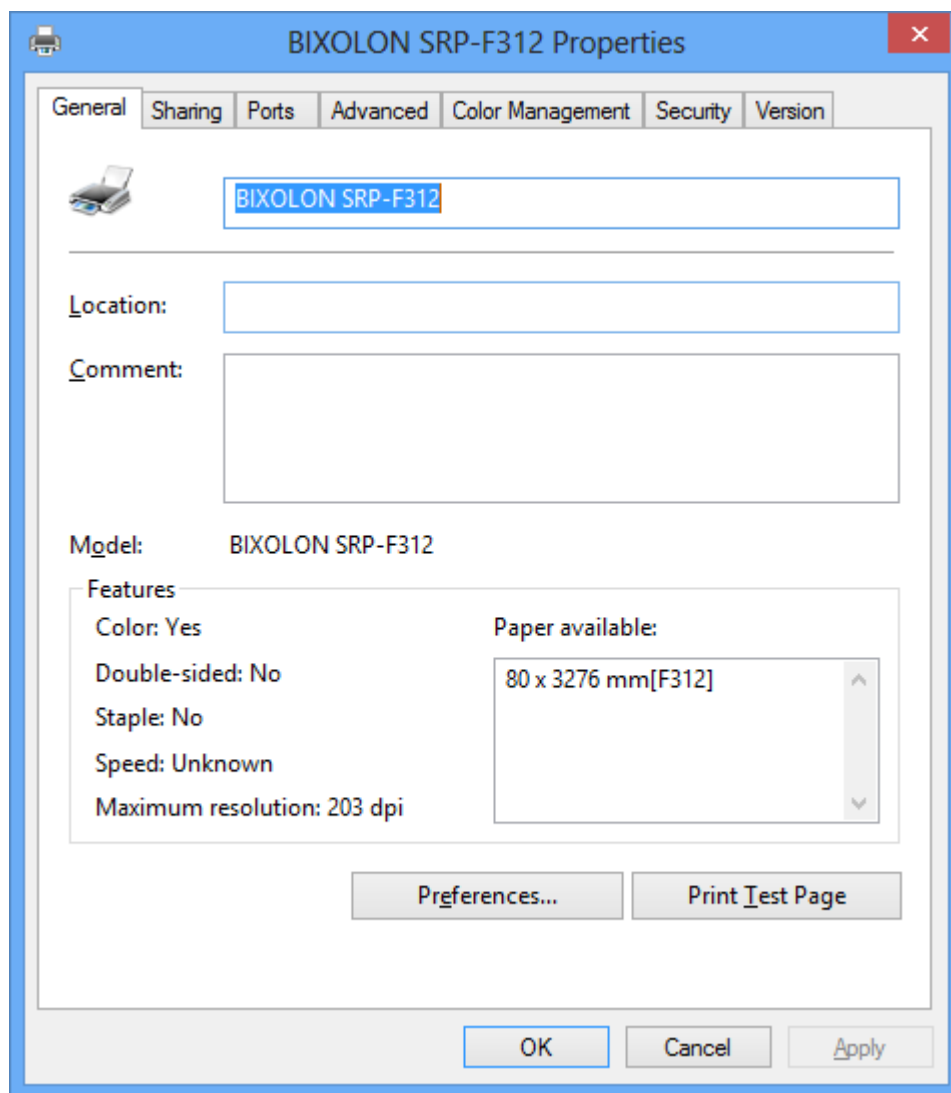 BIXOLON SRP-F312 Properties
General Sharing Ports Advanced Color Management Security Version
BIXOLON SRP-F312
Location:
Comment:
Model: BIXOLON SRP-F312
Features
Color: Yes Paper available:
Double-sided: No 80 x 3276 mm[F312]
Staple: No
Speed: Unknown
Maximum resolution: 203 dpi
Preferences... Print Test Page
OK Cancel Apply